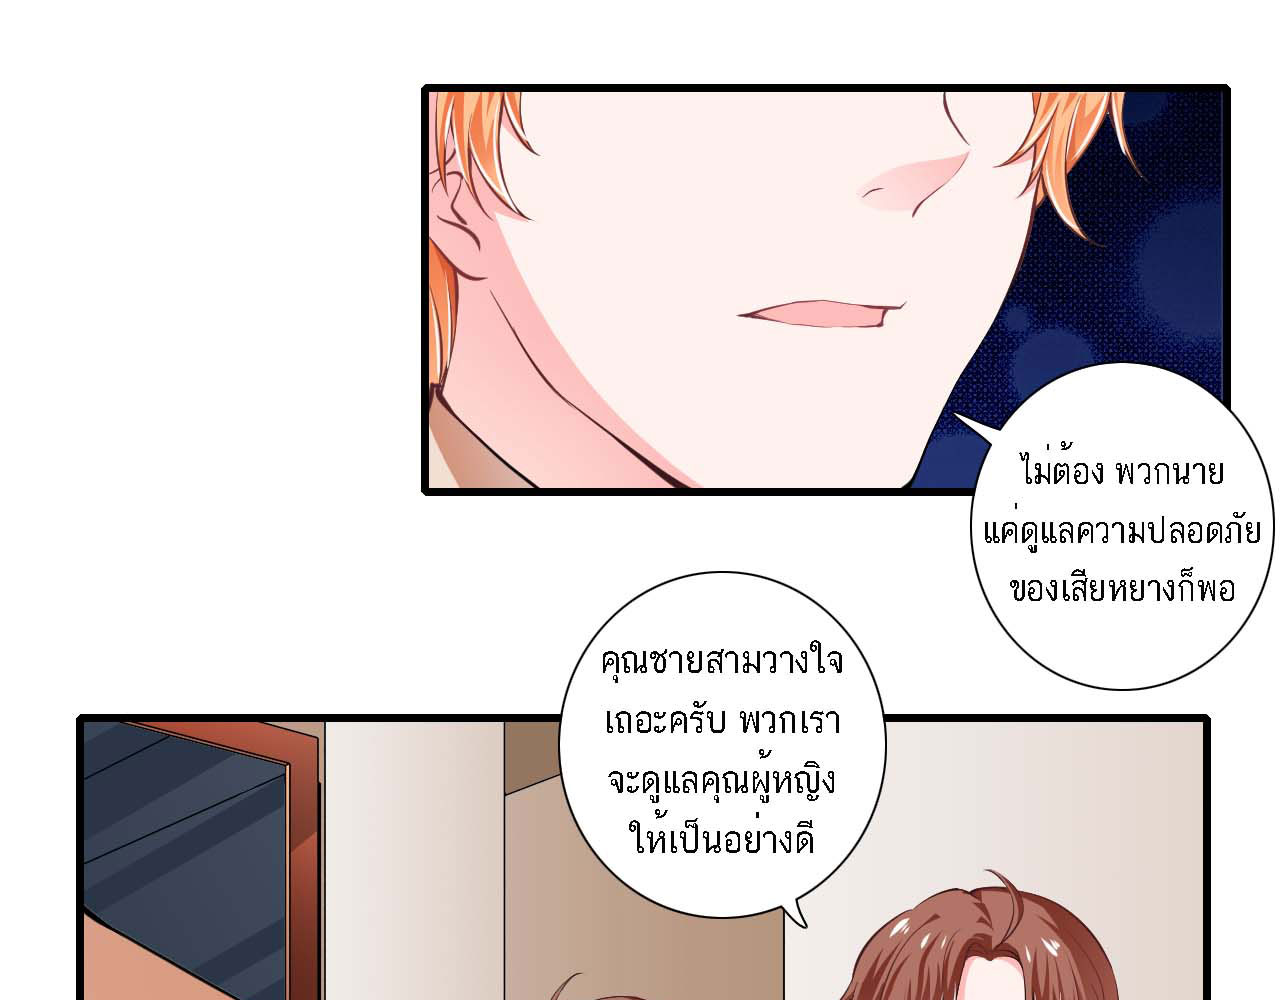 ไม่ต้อง พวกนาย
แค่ดูแลความปลอดภัย
ของเสียหยางก็พอ
คุณชายสามวางใจ
เถอะครับ พวกเรา
จะดูแลคุณผู้หญิง
ให้เป็นอย่างดี